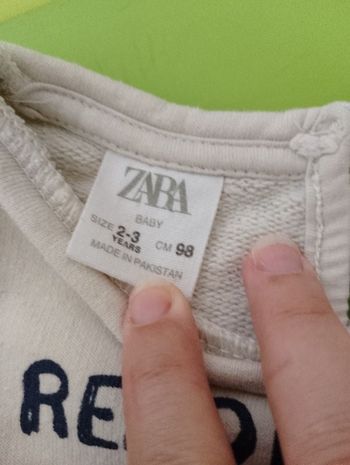 ZARA
BABY
SIZE 2-3 YEARS CM 98
MADE IN PAKISTAN